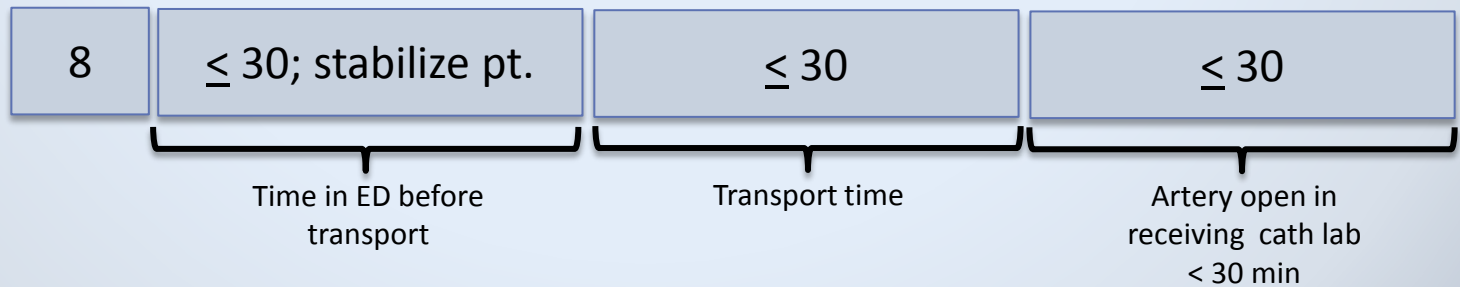 8
≤ 30; stabilize pt.
≤ 30
≤ 30
Time in ED before
transport
Transport time
Artery open in
receiving cath lab
< 30 min